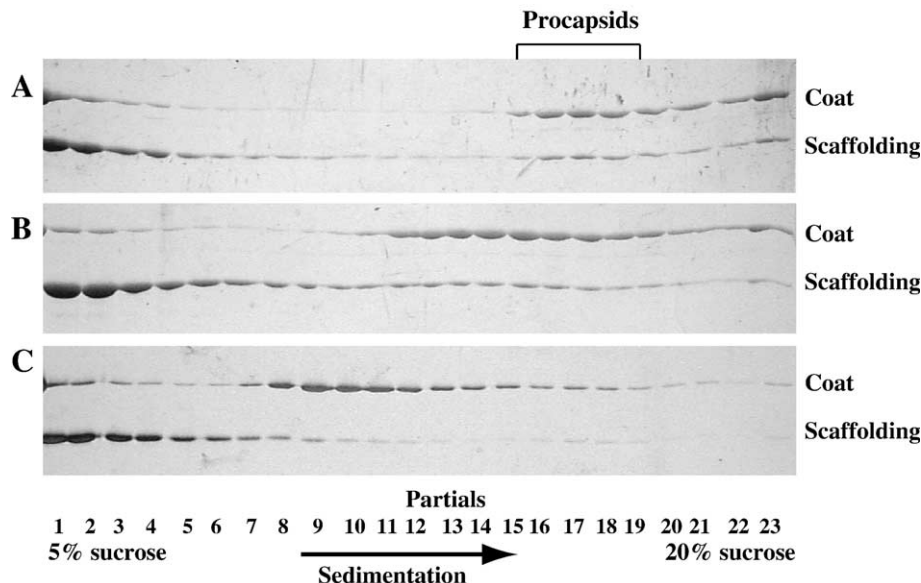 Procapsids
A
Coat
Scaffolding
B
Coat
Scaffolding
C
Coat
Scaffolding
Partials
1 2 3 4 5 6 7 8 9 10 11 12 13 14 15 16 17 18 19 20 21 22 23
5% sucrose 20% sucrose
Sedimentation